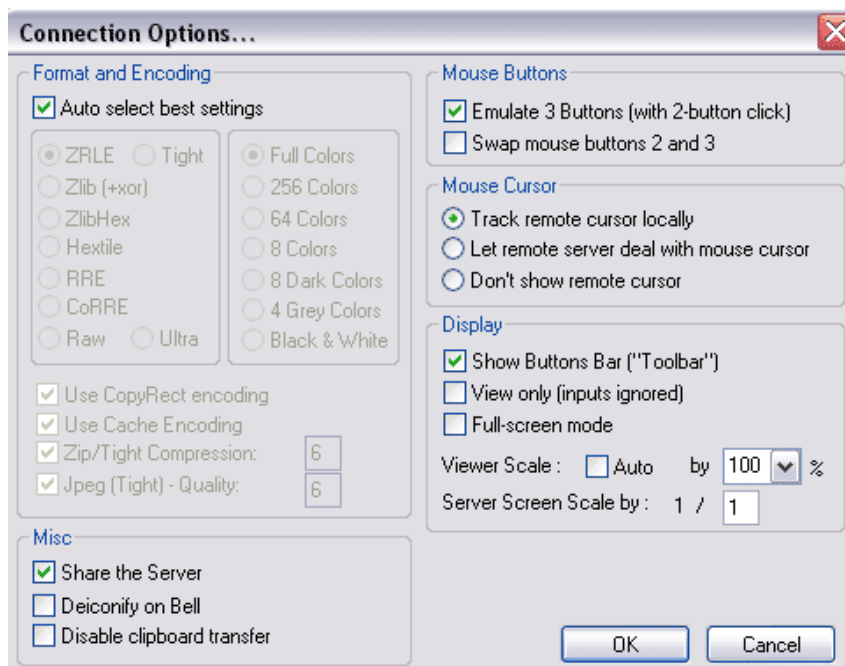 Connection Options...
Format and Encoding
Auto select best settings
ZRLE Tight
Zlib (+xor)
ZlibHex
Hextile
RRE
CoRRE
Raw Ultra
Full Colors
256 Colors
64 Colors
8 Colors
8 Dark Colors
4 Grey Colors
Black & White
Use CopyRect encoding
Use Cache Encoding
Zip/Tight Compression: 6
Jpeg (Tight) - Quality: 6
Misc
Share the Server
Deiconify on Bell
Disable clipboard transfer
Mouse Buttons
Emulate 3 Buttons (with 2-button click)
Swap mouse buttons 2 and 3
Mouse Cursor
Track remote cursor locally
Let remote server deal with mouse cursor
Don't show remote cursor
Display
Show Buttons Bar ("Toolbar")
View only (inputs ignored)
Full-screen mode
Viewer Scale : Auto by 100 %
Server Screen Scale by : 1 / 1
OK Cancel